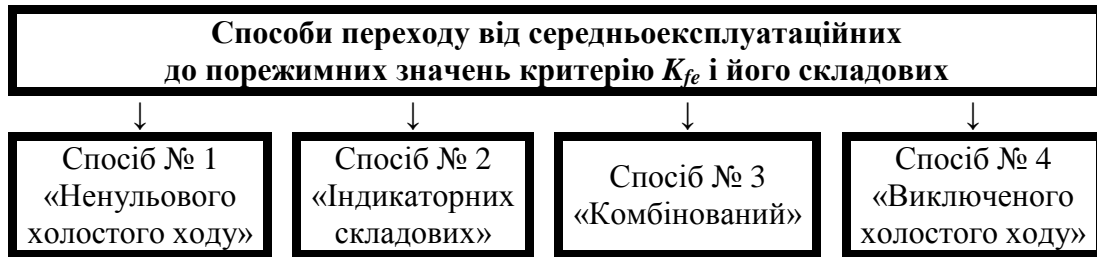 Способи переходу від середньоексплуатаційних
до порежимних значень критерію K_fe і його складових
↓ ↓ ↓ ↓
Спосіб № 1
«Ненульового
холостого ходу»
Спосіб № 2
«Індикаторних
складових»
Спосіб № 3
«Комбінований»
Спосіб № 4
«Виключеного
холостого ходу»